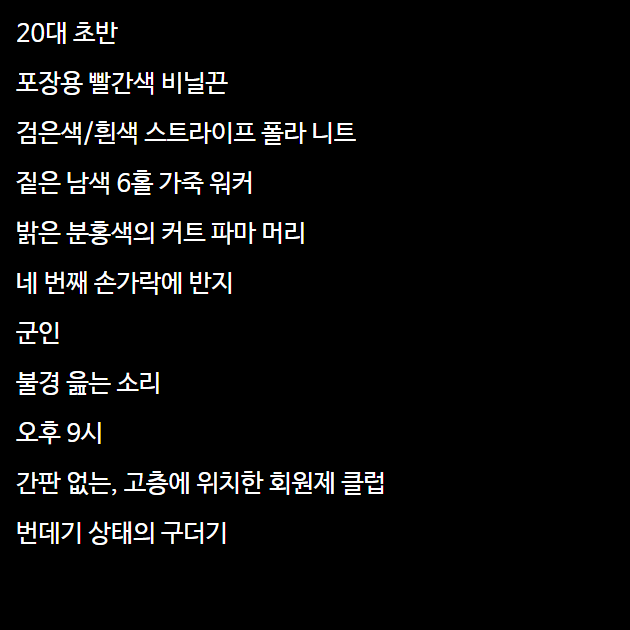 20대 초반
포장용 빨간색 비닐끈
검은색/흰색 스트라이프 폴라 니트
짙은 남색 6홀 가죽 워커
밝은 분홍색의 커트 파마 머리
네 번째 손가락에 반지
군인
불경 읊는 소리
오후 9시
간판 없는, 고층에 위치한 회원제 클럽
번데기 상태의 구더기